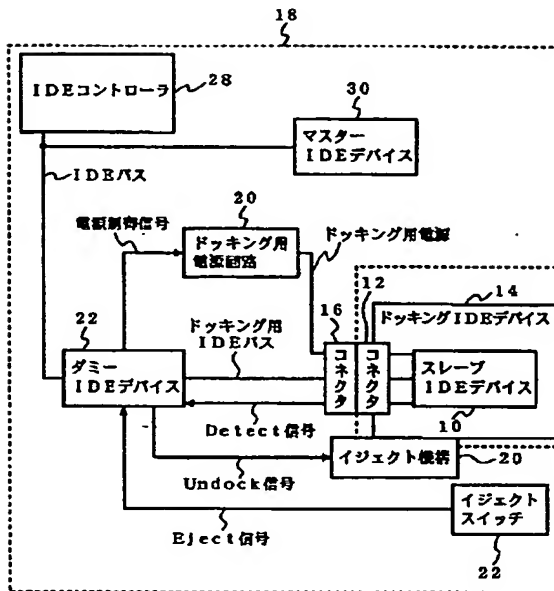 18
IDEコントローラ
28
30
マスター
IDEデバイス
IDEバス
電源制御信号
20
ドッキング用
電源回路
ドッキング用電源
12
14
16
ドッキングIDEデバイス
22
ダミー
IDEデバイス
ドッキング用
IDEバス
コネクタ
コネクタ
スレーブ
IDEデバイス
10
Detect信号
イジェクト機構
20
Undock信号
イジェクト
スイッチ
22
Eject信号